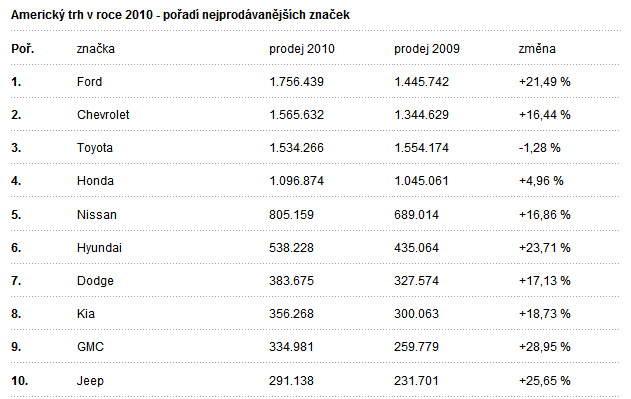 Americký trh v roce 2010 - pořadí nejprodávanějších značek
Poř. značka prodej 2010 prodej 2009 změna
1. Ford 1.756.439 1.445.742 +21,49 %
2. Chevrolet 1.565.632 1.344.629 +16,44 %
3. Toyota 1.534.266 1.554.174 -1,28 %
4. Honda 1.096.874 1.045.061 +4,96 %
5. Nissan 805.159 689.014 +16,86 %
6. Hyundai 538.228 435.064 +23,71 %
7. Dodge 383.675 327.574 +17,13 %
8. Kia 356.268 300.063 +18,73 %
9. GMC 334.981 259.779 +28,95 %
10. Jeep 291.138 231.701 +25,65 %